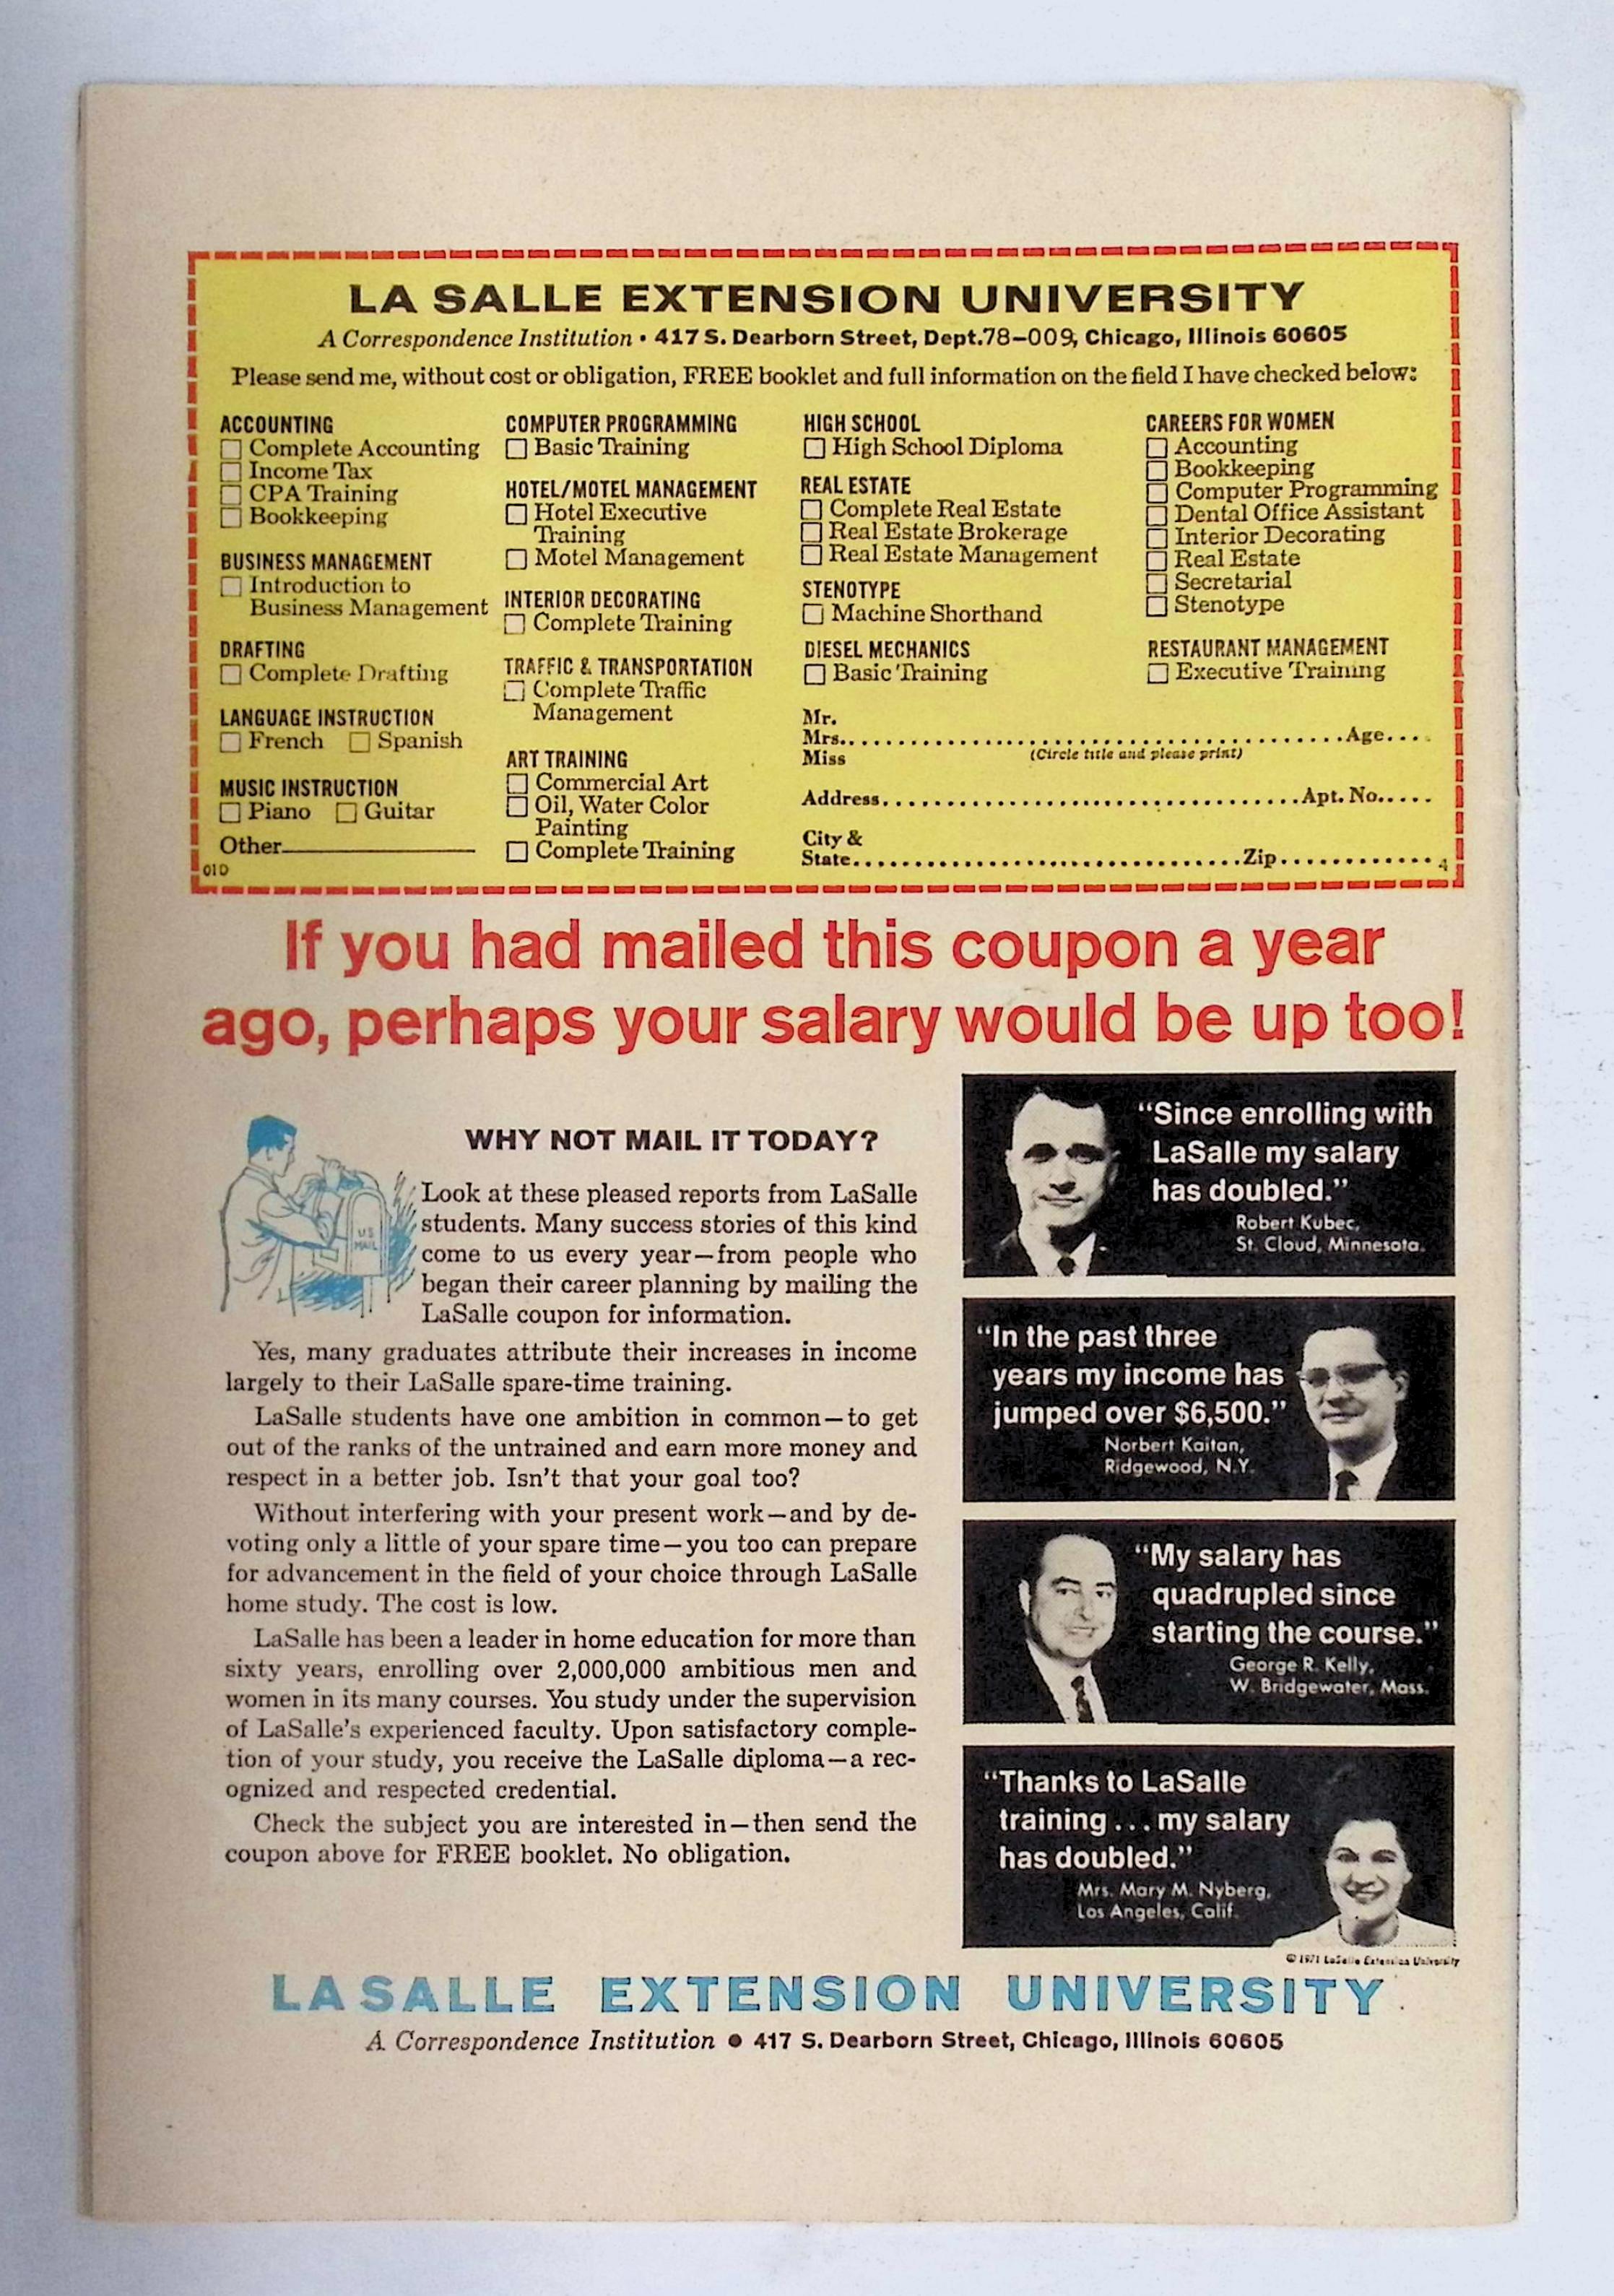 LA SALLE EXTENSION UNIVERSITY
A Correspondence Institution • 417 S. Dearborn Street, Dept. 78-009, Chicago, Illinois 60605
Please send me, without cost or obligation, FREE booklet and full information on the field I have checked below:
ACCOUNTING
Complete Accounting
Income Tax
CPA Training
Bookkeeping
BUSINESS MANAGEMENT
Introduction to
Business Management
DRAFTING
Complete Drafting
LANGUAGE INSTRUCTION
French Spanish
MUSIC INSTRUCTION
Piano Guitar
Other
01D
COMPUTER PROGRAMMING
Basic Training
HOTEL/MOTEL MANAGEMENT
Hotel Executive
Training
Motel Management
INTERIOR DECORATING
Complete Training
TRAFFIC & TRANSPORTATION
Complete Traffic
Management
ART TRAINING
Commercial Art
Oil, Water Color
Painting
Complete Training
HIGH SCHOOL
High School Diploma
REAL ESTATE
Complete Real Estate
Real Estate Brokerage
Real Estate Management
STENOTYPE
Machine Shorthand
DIESEL MECHANICS
Basic Training
CAREERS FOR WOMEN
Accounting
Bookkeeping
Computer Programming
Dental Office Assistant
Interior Decorating
Real Estate
Secretarial
Stenotype
RESTAURANT MANAGEMENT
Executive Training
Mr.
Mrs. Age
Miss (Circle title and please print)
Address Apt. No.
City &
State Zip
4
If you had mailed this coupon a year
ago, perhaps your salary would be up too!
WHY NOT MAIL IT TODAY?
US
MAIL
Look at these pleased reports from LaSalle
students. Many success stories of this kind
come to us every year—from people who
began their career planning by mailing the
LaSalle coupon for information.
Yes, many graduates attribute their increases in income
largely to their LaSalle spare-time training.
LaSalle students have one ambition in common—to get
out of the ranks of the untrained and earn more money and
respect in a better job. Isn't that your goal too?
Without interfering with your present work—and by de-
voting only a little of your spare time—you too can prepare
for advancement in the field of your choice through LaSalle
home study. The cost is low.
LaSalle has been a leader in home education for more than
sixty years, enrolling over 2,000,000 ambitious men and
women in its many courses. You study under the supervision
of LaSalle's experienced faculty. Upon satisfactory comple-
tion of your study, you receive the LaSalle diploma—a rec-
ognized and respected credential.
Check the subject you are interested in—then send the
coupon above for FREE booklet. No obligation.
"Since enrolling with
LaSalle my salary
has doubled."
Robert Kubec,
St. Cloud, Minnesota.
"In the past three
years my income has
jumped over $6,500."
Norbert Kaitan,
Ridgewood, N.Y.
"My salary has
quadrupled since
starting the course."
George R. Kelly,
W. Bridgewater, Mass.
"Thanks to LaSalle
training . . . my salary
has doubled."
Mrs. Mary M. Nyberg,
Los Angeles, Calif.
© 1971 LaSalle Extension University
LASALLE EXTENSION UNIVERSITY
A Correspondence Institution • 417 S. Dearborn Street, Chicago, Illinois 60605